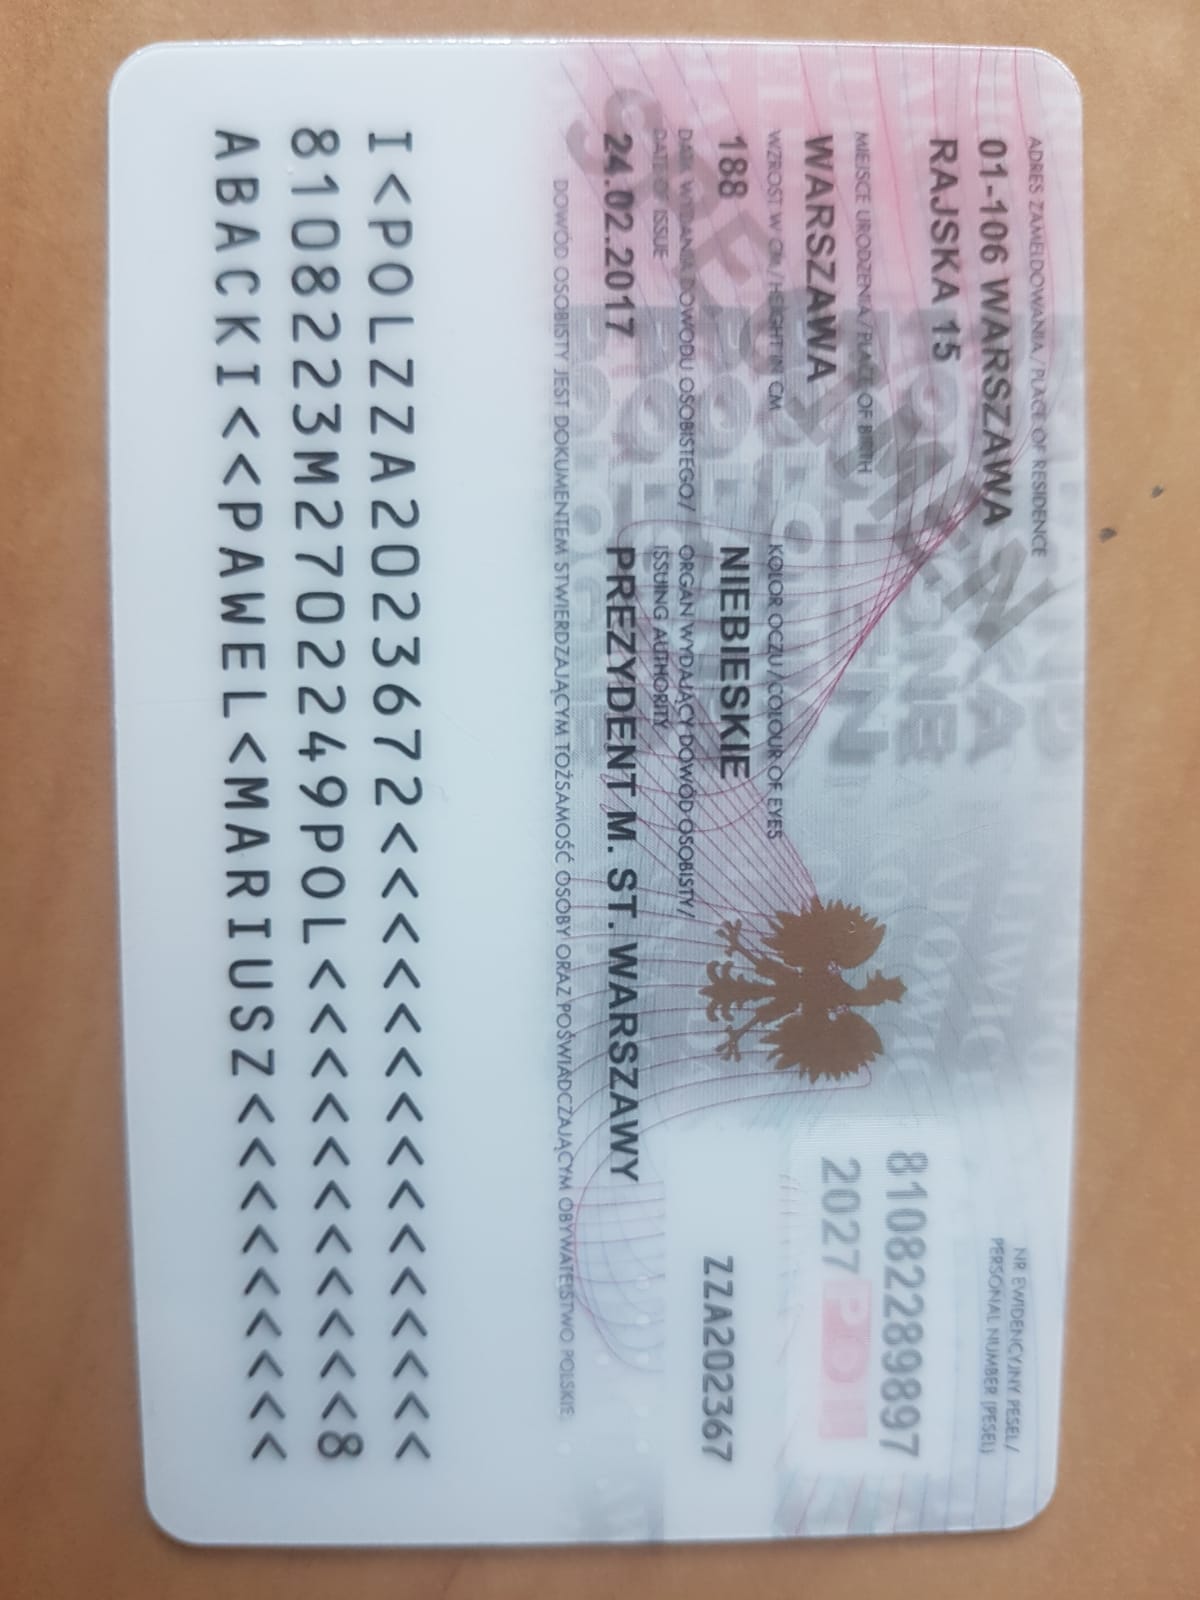 ADRES ZAMELDOWANIA / PLACE OF RESIDENCE
01-106 WARSZAWA
RAJSKA 15
NR EWIDENCYJNY PESEL /
PERSONAL NUMBER (PESEL)
81082289897
2027
MIEJSCE URODZENIA / PLACE OF BIRTH
WARSZAWA
WZROST W CM / HEIGHT IN CM
188
KOLOR OCZU / COLOUR OF EYES
NIEBIESKIE
ZZA202367
DATA WYDANIA DOWODU OSOBISTEGO /
DATE OF ISSUE
24.02.2017
ORGAN WYDAJĄCY DOWÓD OSOBISTY /
ISSUING AUTHORITY
PREZYDENT M. ST. WARSZAWY
SPECIMEN
DOWÓD OSOBISTY JEST DOKUMENTEM STWIERDZAJĄCYM TOŻSAMOŚĆ OSOBY ORAZ POŚWIADCZAJĄCYM OBYWATELSTWO POLSKIE.
I<POLZZA2023672<<<<<<<<<<<<<<<
8108223M2702249POL<<<<<<<<<<<8
ABACKI<<PAWEL<MARIUSZ<<<<<<<<<